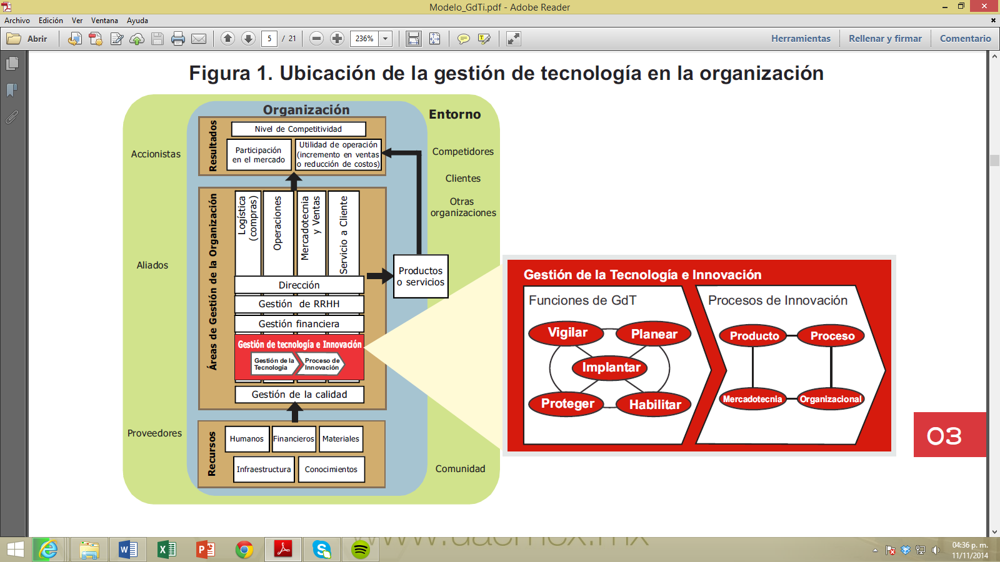 Modelo_GdTi.pdf - Adobe Reader
Archivo Edición Ver Ventana Ayuda
Abrir
5 / 21
236%
Herramientas Rellenar y firmar Comentario
Figura 1. Ubicación de la gestión de tecnología en la organización
Organización
Entorno
Resultados
Nivel de Competitividad
Participación
en el mercado
Utilidad de operación
(incremento en ventas
o reducción de costos)
Accionistas
Aliados
Proveedores
Competidores
Clientes
Otras
organizaciones
Comunidad
Áreas de Gestión de la Organización
Logística
(compras)
Operaciones
Mercadotecnia
y Ventas
Servicio a Cliente
Dirección
Gestión de RRHH
Gestión financiera
Gestión de tecnología e Innovación
Gestión de la
Tecnología
Proceso de
Innovación
Gestión de la calidad
Productos
o servicios
Recursos
Humanos
Financieros
Materiales
Infraestructura
Conocimientos
Gestión de la Tecnología e Innovación
Funciones de GdT
Vigilar
Planear
Implantar
Proteger
Habilitar
Procesos de Innovación
Producto
Proceso
Mercadotecnia
Organizacional
03
04:36 p. m.
11/11/2014